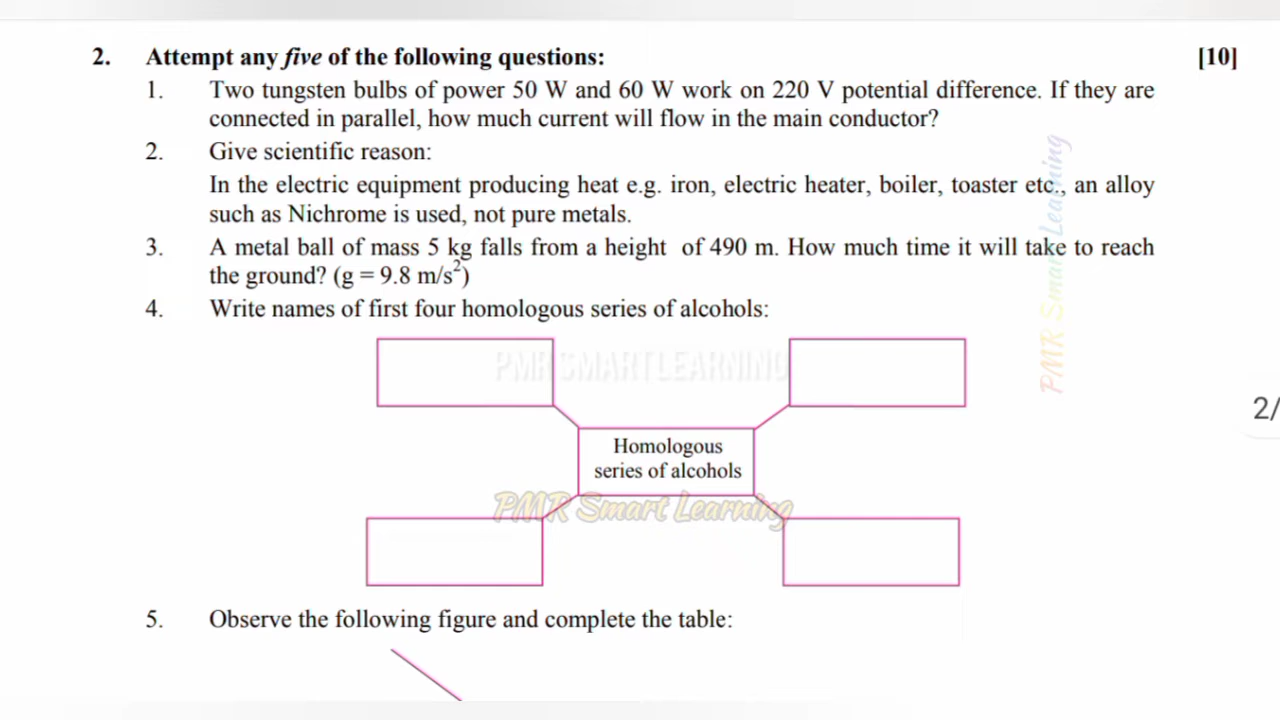 2. Attempt any five of the following questions: [10]
1. Two tungsten bulbs of power 50 W and 60 W work on 220 V potential difference. If they are
connected in parallel, how much current will flow in the main conductor?
2. Give scientific reason:
In the electric equipment producing heat e.g. iron, electric heater, boiler, toaster etc., an alloy
such as Nichrome is used, not pure metals.
3. A metal ball of mass 5 kg falls from a height of 490 m. How much time it will take to reach
the ground? (g = 9.8 m/s²)
4. Write names of first four homologous series of alcohols:
PMR SMART LEARNING
PMR Smart Learning
2/
Homologous
series of alcohols
PMR Smart Learning
5. Observe the following figure and complete the table: